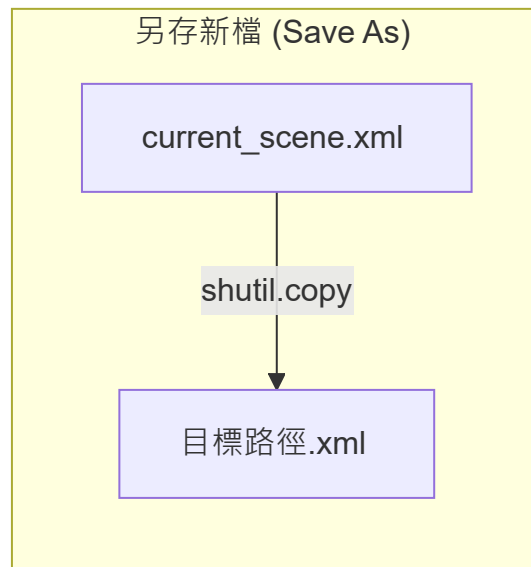 另存新檔 (Save As)
current_scene.xml
shutil.copy
目標路徑.xml